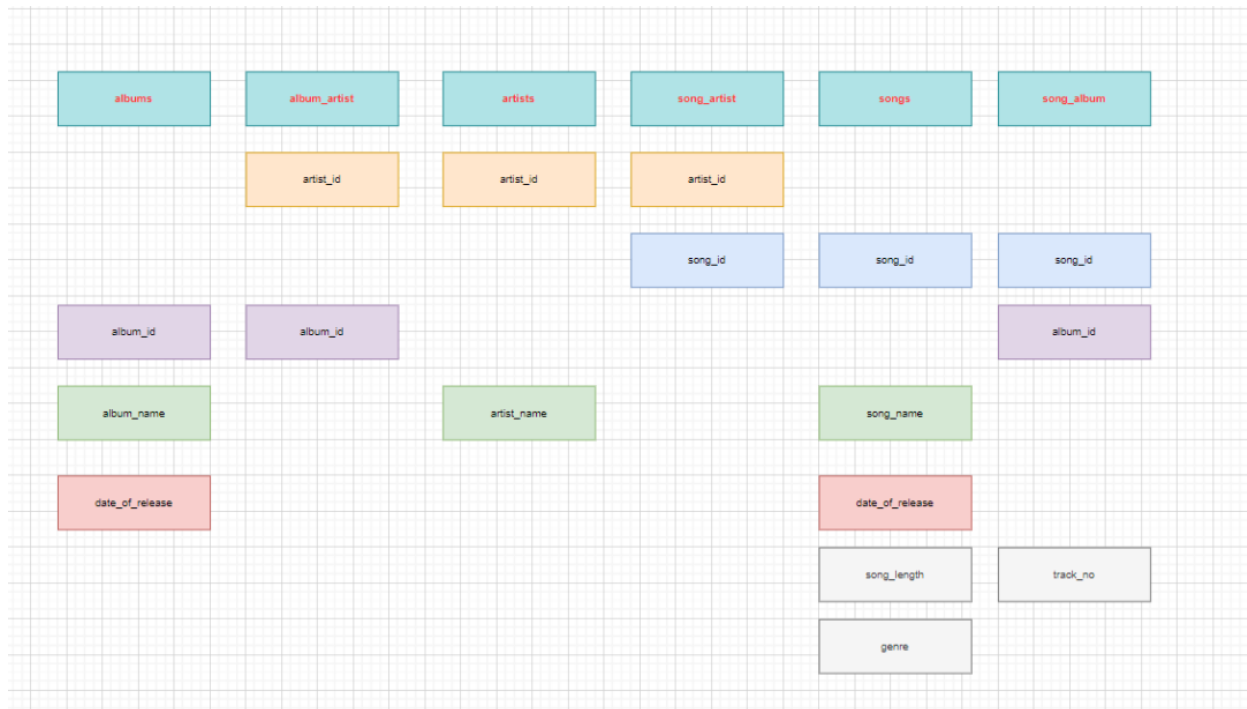 albums
album_artist
artists
song_artist
songs
song_album
artist_id
artist_id
artist_id
song_id
song_id
song_id
album_id
album_id
album_id
album_name
artist_name
song_name
date_of_release
date_of_release
song_length
track_no
genre